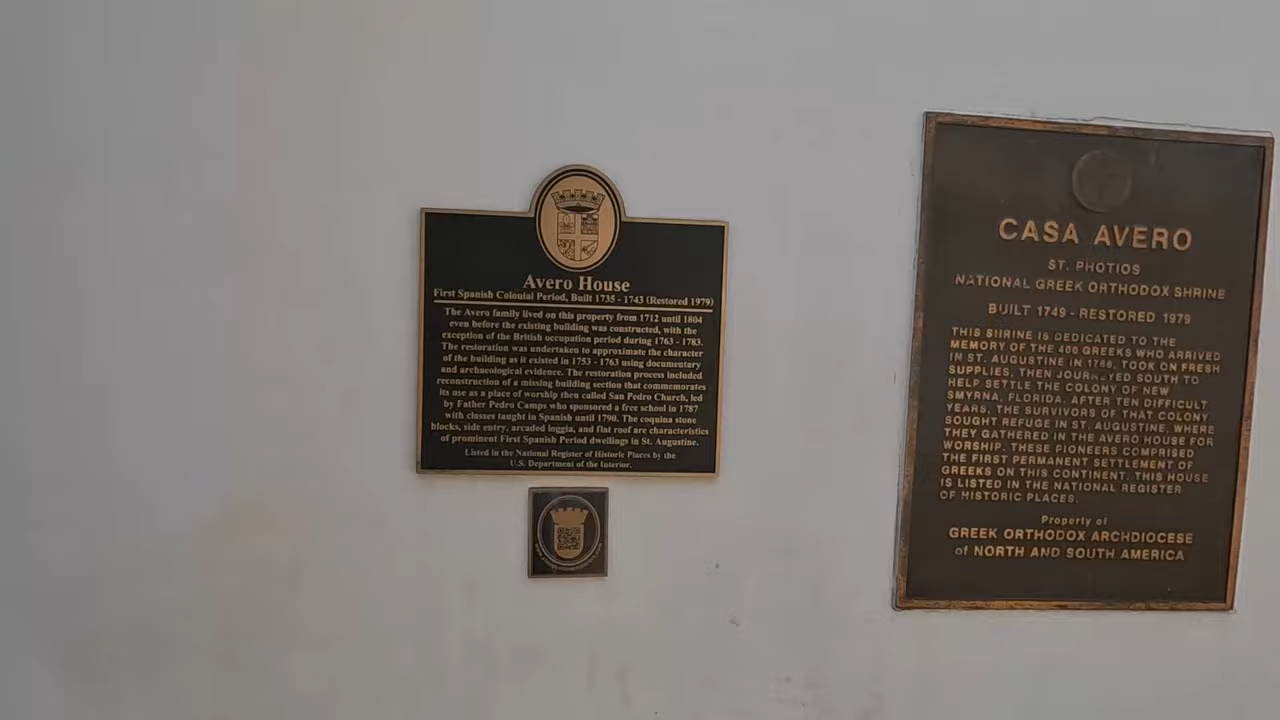 Avero House
First Spanish Colonial Period, Built 1735 - 1743 (Restored 1979)
The Avero family lived on this property from 1712 until 1804
even before the existing building was constructed, with the
exception of the British occupation period during 1763 - 1783.
The restoration was undertaken to approximate the character
of the building as it existed in 1753 - 1763 using documentary
and archaeological evidence. The restoration process included
reconstruction of a missing building section that commemorates
its use as a place of worship then called San Pedro Church, led
by Father Pedro Camps who sponsored a free school in 1787
with classes taught in Spanish until 1790. The coquina stone
blocks, side entry, arcaded loggia, and flat roof are characteristics
of prominent First Spanish Period dwellings in St. Augustine.
Listed in the National Register of Historic Places by the
U.S. Department of the Interior.
CASA AVERO
ST. PHOTIOS
NATIONAL GREEK ORTHODOX SHRINE
BUILT 1749 - RESTORED 1979
THIS SHRINE IS DEDICATED TO THE
MEMORY OF THE 400 GREEKS WHO ARRIVED
IN ST. AUGUSTINE IN 1768, TOOK ON FRESH
SUPPLIES, THEN JOURNEYED SOUTH TO
HELP SETTLE THE COLONY OF NEW
SMYRNA, FLORIDA. AFTER TEN DIFFICULT
YEARS, THE SURVIVORS OF THAT COLONY
SOUGHT REFUGE IN ST. AUGUSTINE, WHERE
THEY GATHERED IN THE AVERO HOUSE FOR
WORSHIP. THESE PIONEERS COMPRISED
THE FIRST PERMANENT SETTLEMENT OF
GREEKS ON THIS CONTINENT. THIS HOUSE
IS LISTED IN THE NATIONAL REGISTER
OF HISTORIC PLACES.
Property of
GREEK ORTHODOX ARCHDIOCESE
of NORTH AND SOUTH AMERICA